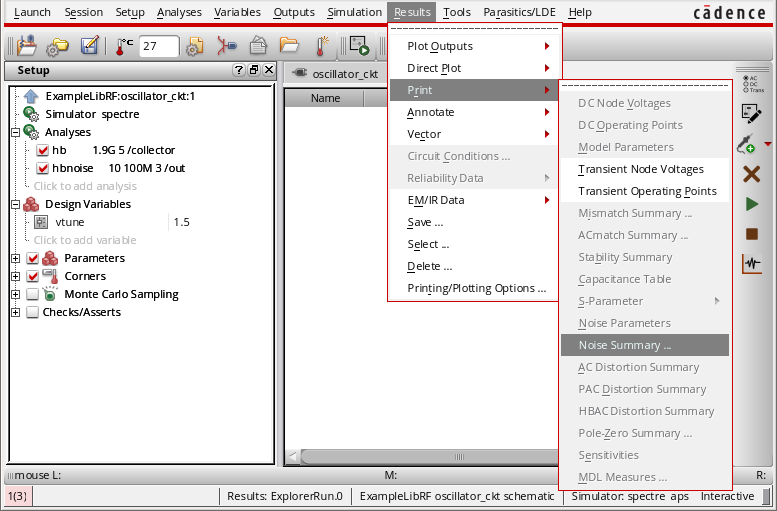 Launch Session Setup Analyses Variables Outputs Simulation Results Tools Parasitics/LDE Help cādence
27
AC
DC
Trans
Setup
ExampleLibRF:oscillator_ckt:1
Simulator spectre
Analyses
hb 1.9G 5 /collector
hbnoise 10 100M 3 /out
Click to add analysis
Design Variables
vtune 1.5
Click to add variable
Parameters
Corners
Monte Carlo Sampling
Checks/Asserts
oscillator_ckt
Name
Plot Outputs
Direct Plot
Print
Annotate
Vector
Circuit Conditions ...
Reliability Data
EM/IR Data
Save ...
Select ...
Delete ...
Printing/Plotting Options ...
DC Node Voltages
DC Operating Points
Model Parameters
Transient Node Voltages
Transient Operating Points
Mismatch Summary ...
ACmatch Summary ...
Stability Summary
Capacitance Table
S-Parameter
Noise Parameters
Noise Summary ...
AC Distortion Summary
PAC Distortion Summary
HBAC Distortion Summary
Pole-Zero Summary ...
Sensitivities
MDL Measures ...
mouse L: M: R:
1(3) Results: ExplorerRun.0 ExampleLibRF oscillator_ckt schematic Simulator: spectre aps Interactive